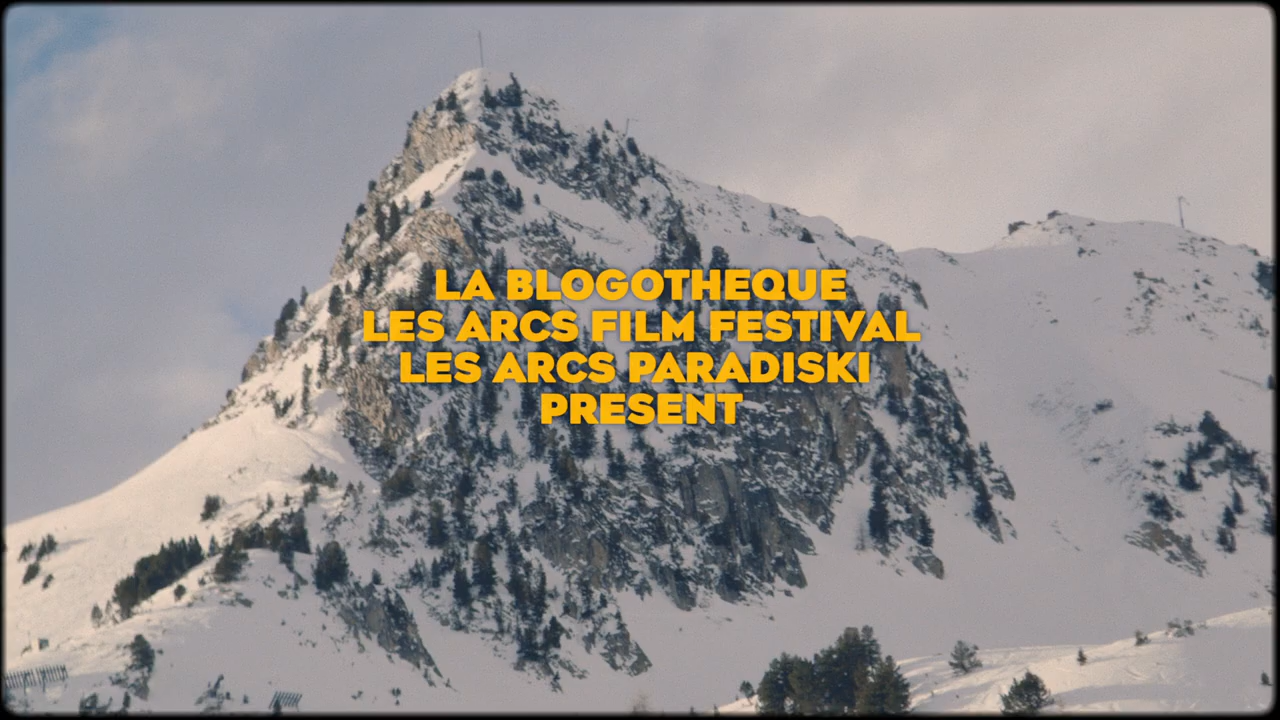 LA BLOGOTHEQUE
LES ARCS FILM FESTIVAL
LES ARCS PARADISKI
PRESENT